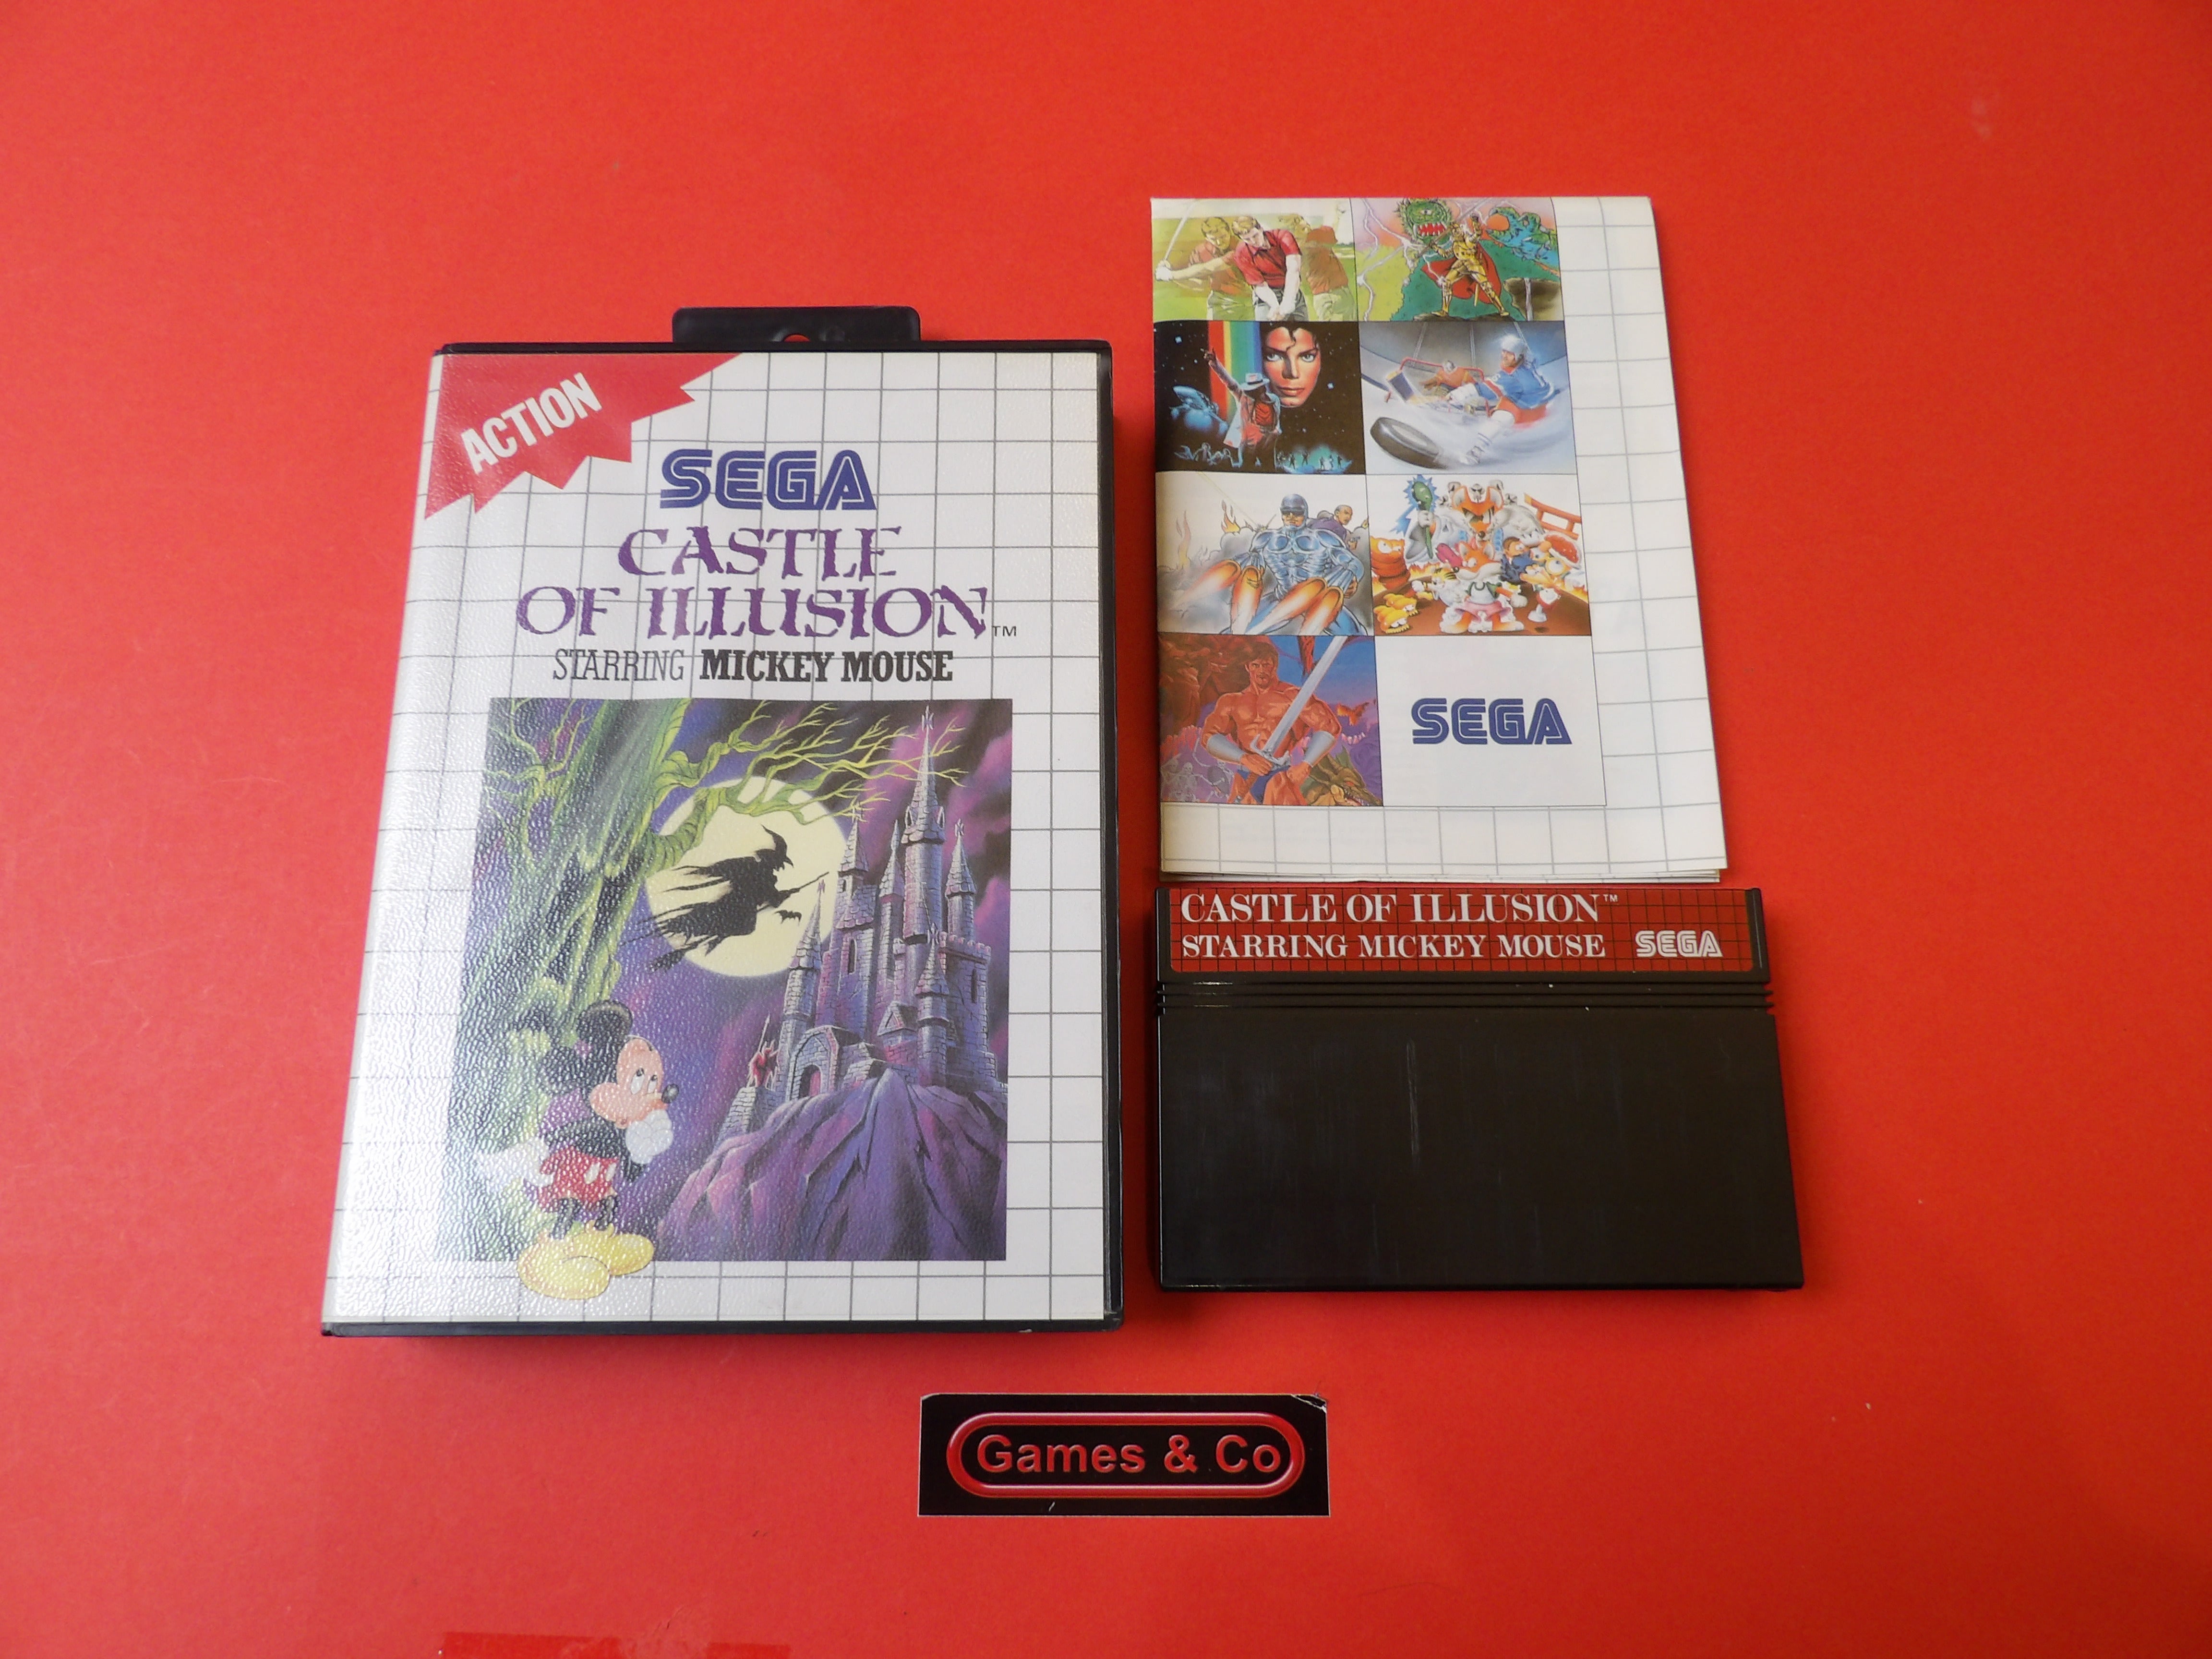 ACTION
SEGA
CASTLE
OF ILLUSION™
STARRING MICKEY MOUSE
SEGA
CASTLE OF ILLUSION™
STARRING MICKEY MOUSE SEGA
Games & Co